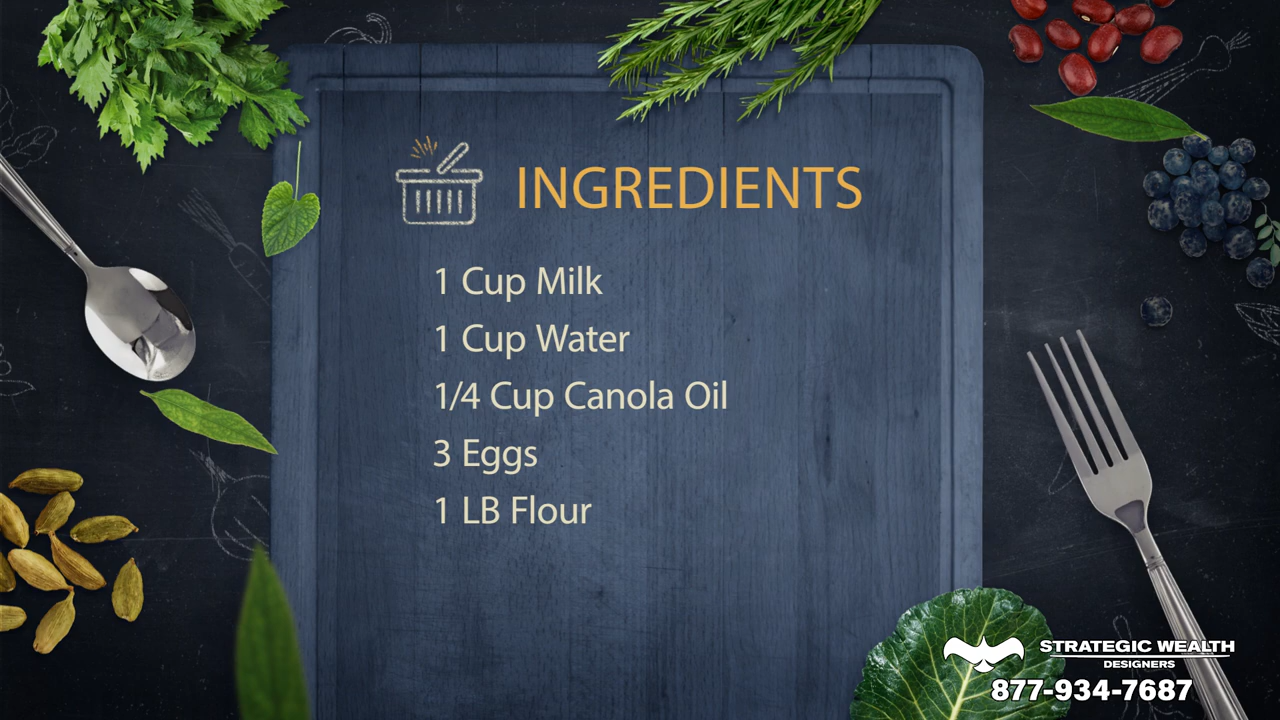 INGREDIENTS
1 Cup Milk
1 Cup Water
1/4 Cup Canola Oil
3 Eggs
1 LB Flour
STRATEGIC WEALTH
DESIGNERS
877-934-7687